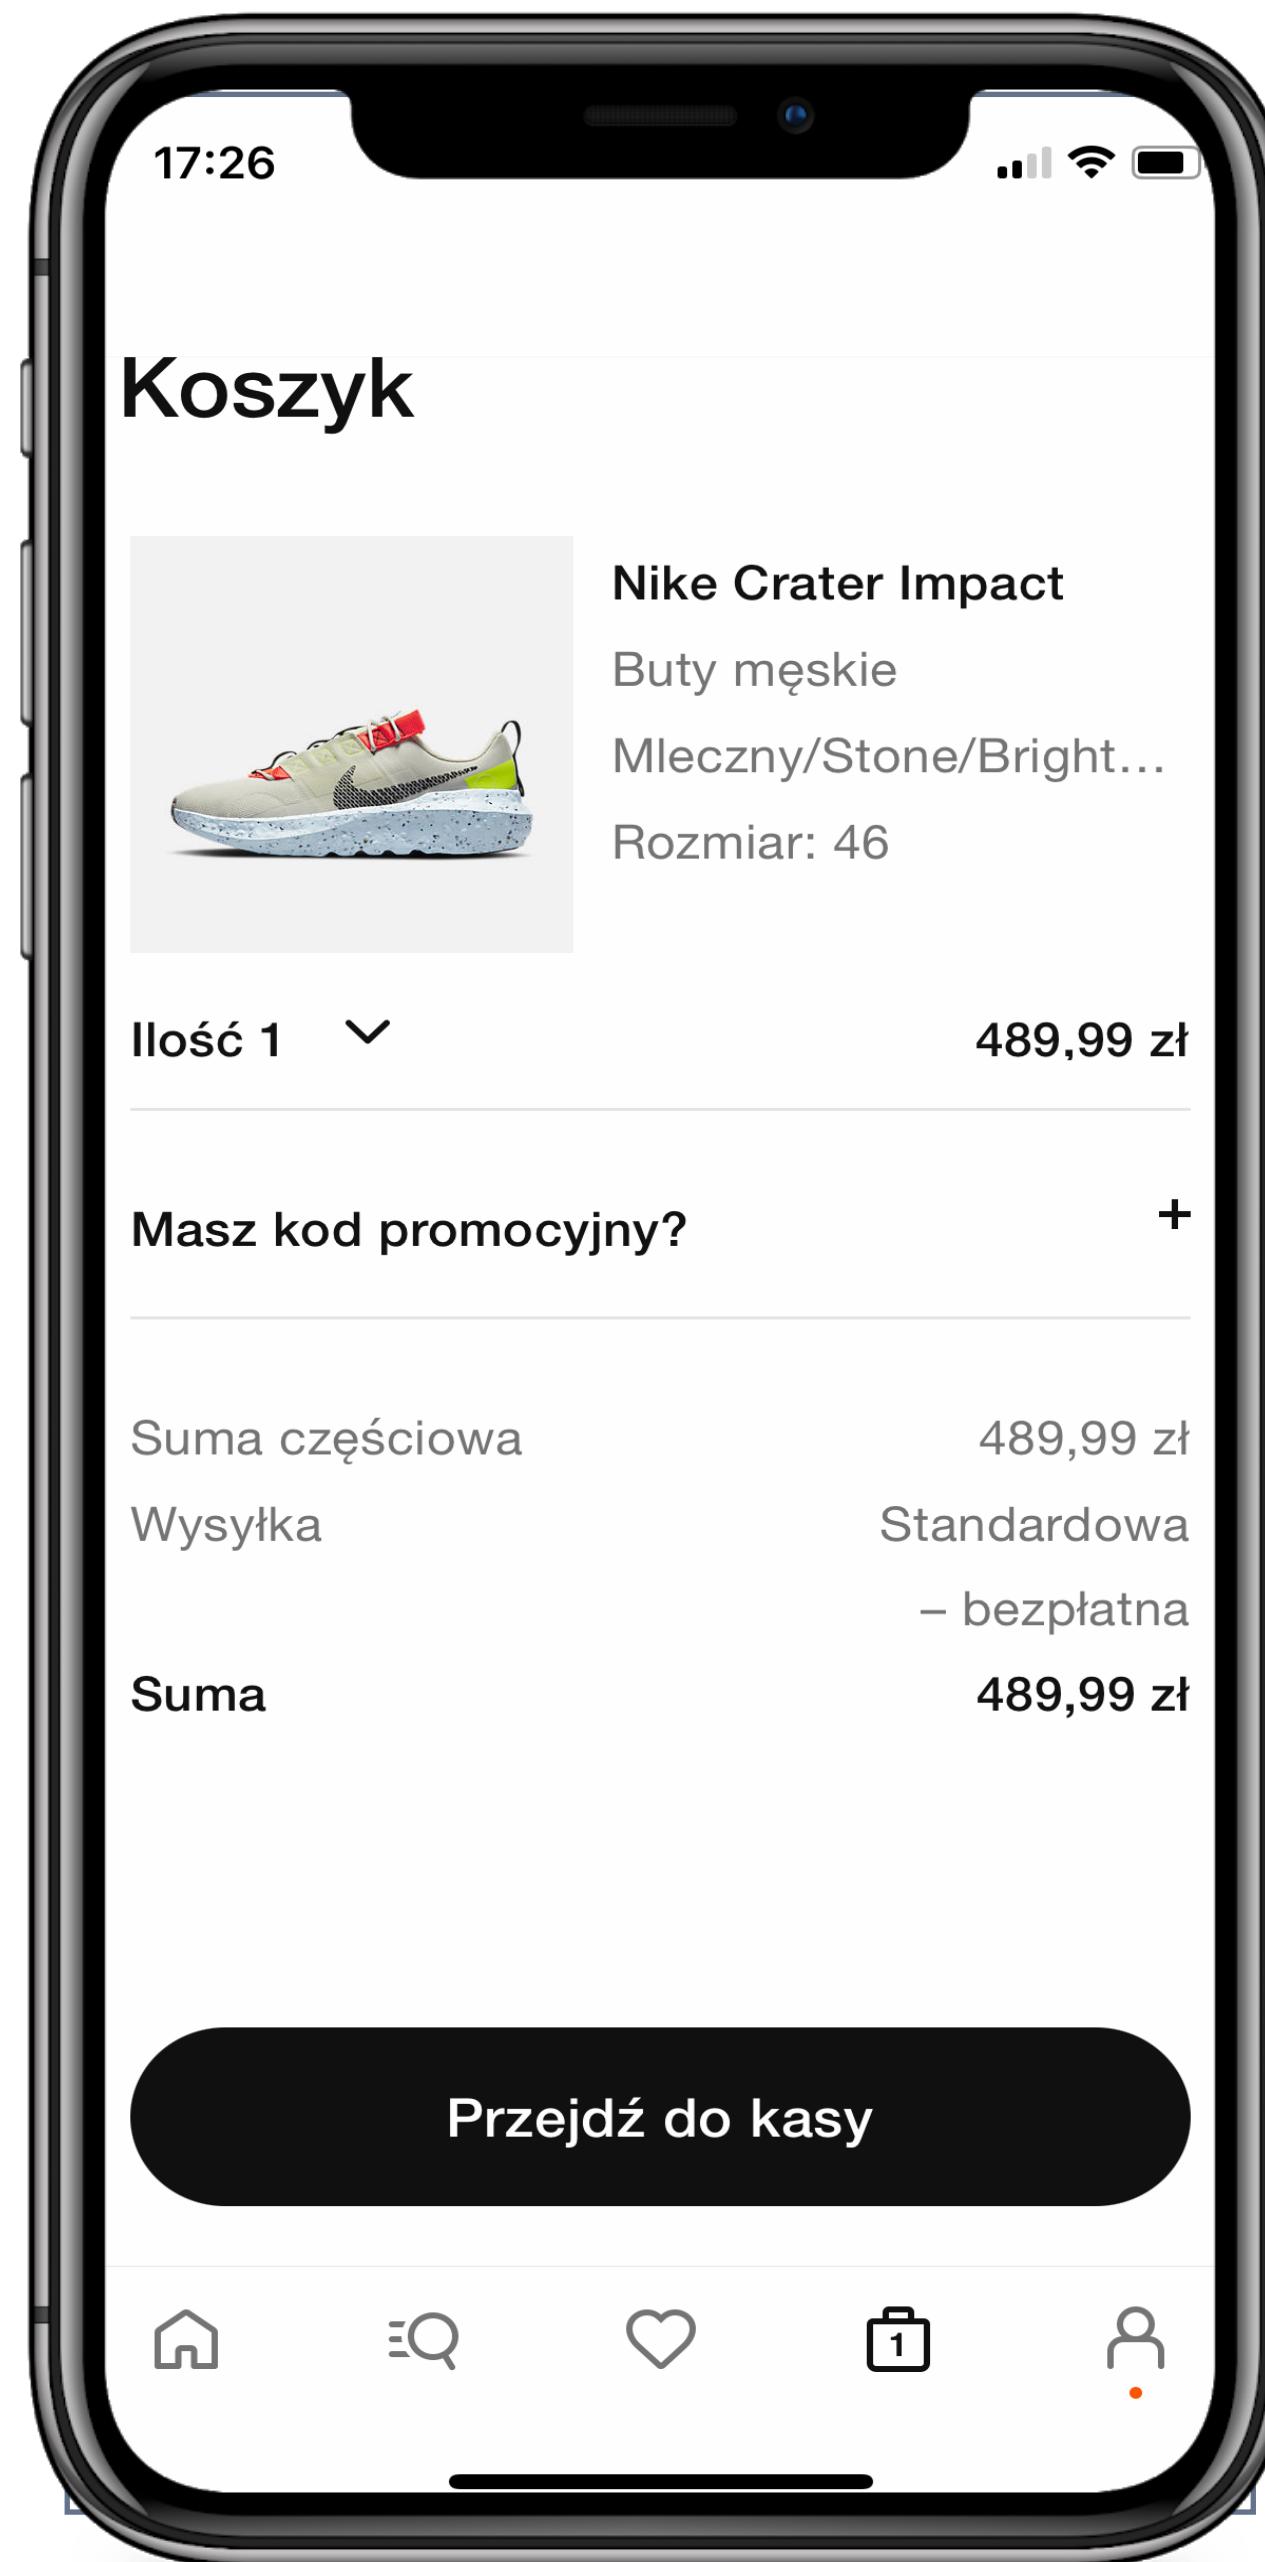 17:26
Koszyk
Nike Crater Impact
Buty męskie
Mleczny/Stone/Bright...
Rozmiar: 46
Ilość 1
489,99 zł
Masz kod promocyjny?
+
Suma częściowa
489,99 zł
Wysyłka
Standardowa
– bezpłatna
Suma
489,99 zł
Przejdź do kasy
1